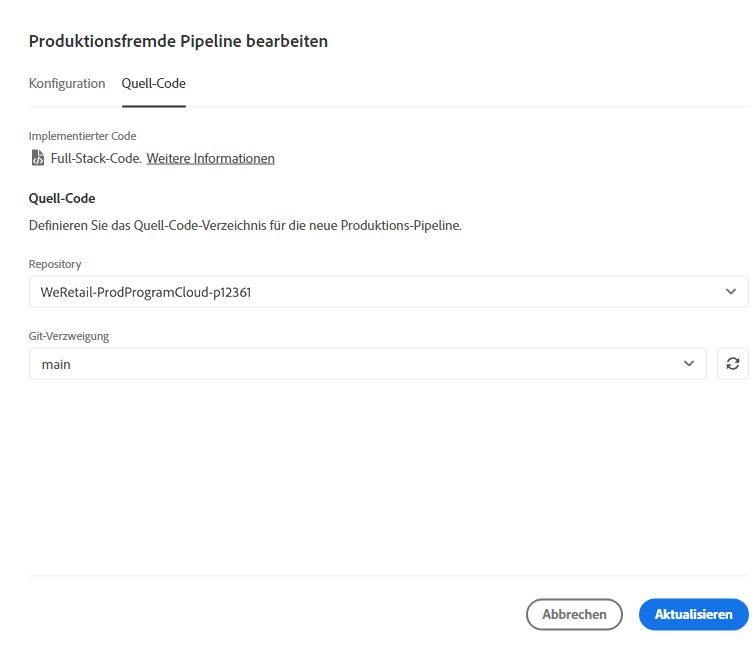 Produktionsfremde Pipeline bearbeiten
Konfiguration Quell-Code
Implementierter Code
Full-Stack-Code. Weitere Informationen
Quell-Code
Definieren Sie das Quell-Code-Verzeichnis für die neue Produktions-Pipeline.
Repository
WeRetail-ProdProgramCloud-p12361
Git-Verzweigung
main
Abbrechen Aktualisieren